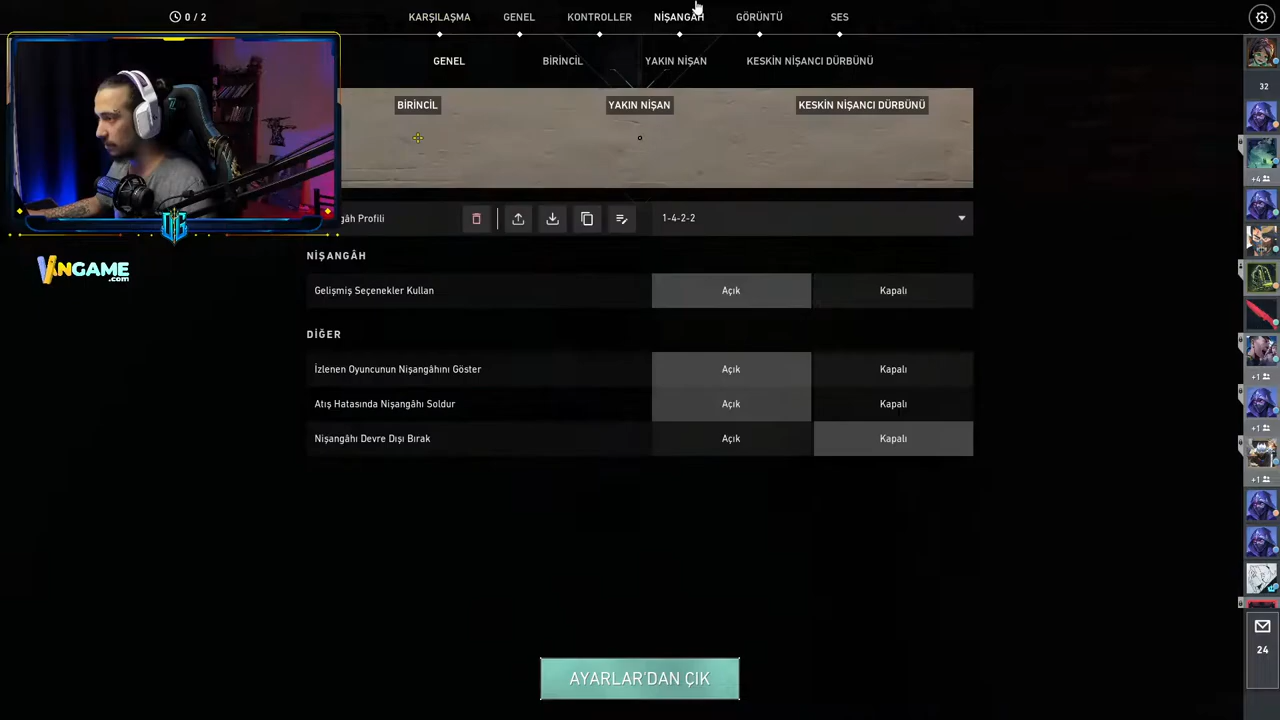 0 / 2
KARŞILAŞMA
GENEL
KONTROLLER
NİŞANGAH
GÖRÜNTÜ
SES
GENEL
BİRİNCİL
YAKIN NİŞAN
KESKİN NİŞANCI DÜRBÜNÜ
BİRİNCİL
YAKIN NİŞAN
KESKİN NİŞANCI DÜRBÜNÜ
Profili
1-4-2-2
NİŞANGÂH
Gelişmiş Seçenekler Kullan
Açık
Kapalı
DİĞER
İzlenen Oyuncunun Nişangâhını Göster
Açık
Kapalı
Atış Hatasında Nişangâhı Soldur
Açık
Kapalı
Nişangâhı Devre Dışı Bırak
Açık
Kapalı
AYARLAR'DAN ÇIK
VINGAME
.com
32
+4
+1
+1
+1
24